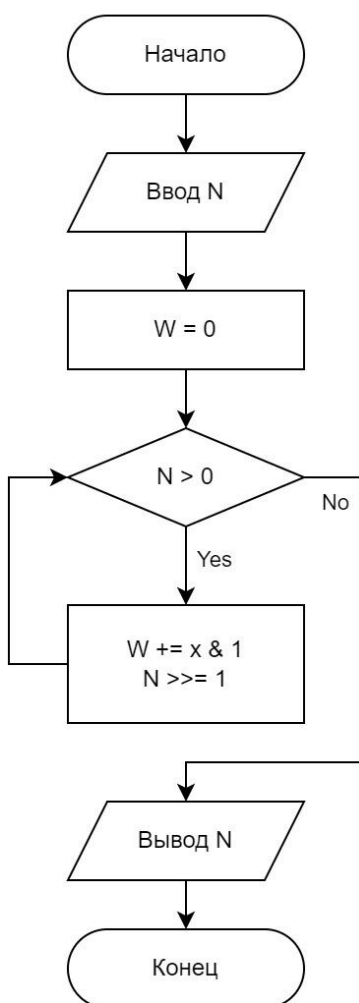 Начало
Ввод N
W = 0
N > 0
No
Yes
W += x & 1
N >>= 1
Вывод N
Конец